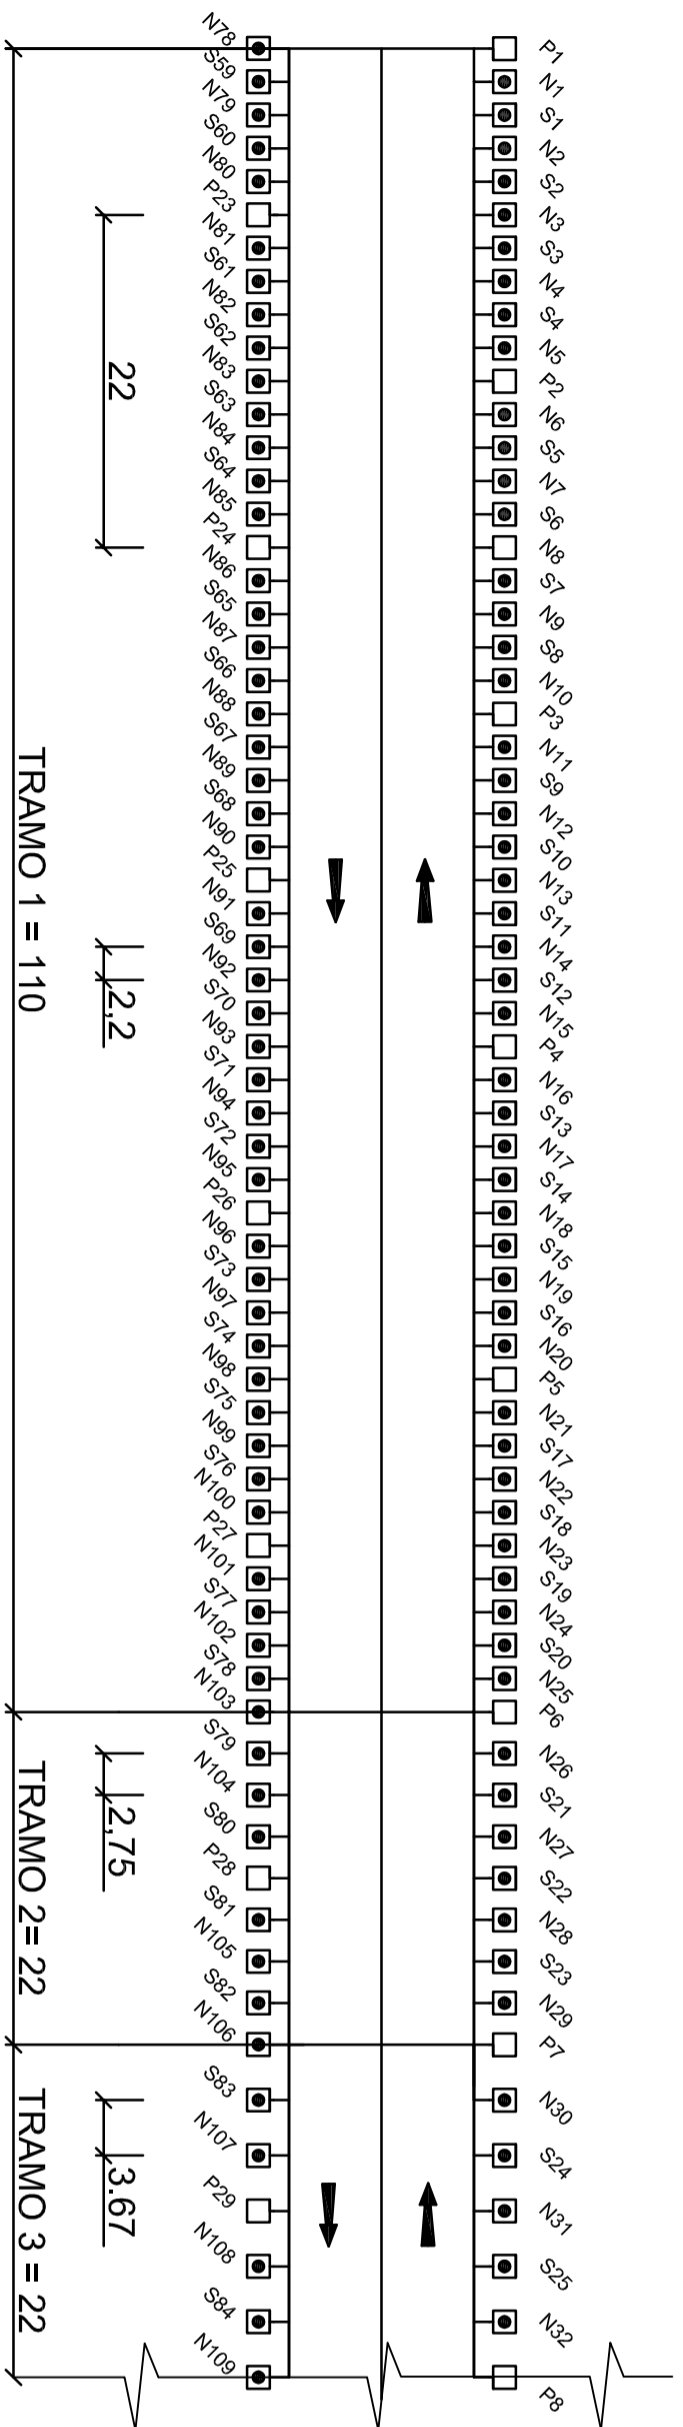 N78
S59
N79
S60
N80
P23
N81
S61
N82
S62
N83
S63
N84
S64
N85
P24
N86
S65
N87
S66
N88
S67
N89
S68
N90
P25
N91
S69
N92
S70
N93
S71
N94
S72
N95
P26
N96
S73
N97
S74
N98
S75
N99
S76
N100
P27
N101
S77
N102
S78
N103
S79
N104
S80
P28
S81
N105
S82
N106
S83
N107
P29
N108
S84
N109
P1
N1
S1
N2
S2
N3
S3
N4
S4
N5
P2
N6
S5
N7
S6
N8
S7
N9
S8
N10
P3
N11
S9
N12
S10
N13
S11
N14
S12
N15
P4
N16
S13
N17
S14
N18
S15
N19
S16
N20
P5
N21
S17
N22
S18
N23
S19
N24
S20
N25
P6
N26
S21
N27
S22
N28
S23
N29
P7
N30
S24
N31
S25
N32
P8
22
2,2
2,75
3.67
TRAMO 1 = 110
TRAMO 2= 22
TRAMO 3 = 22